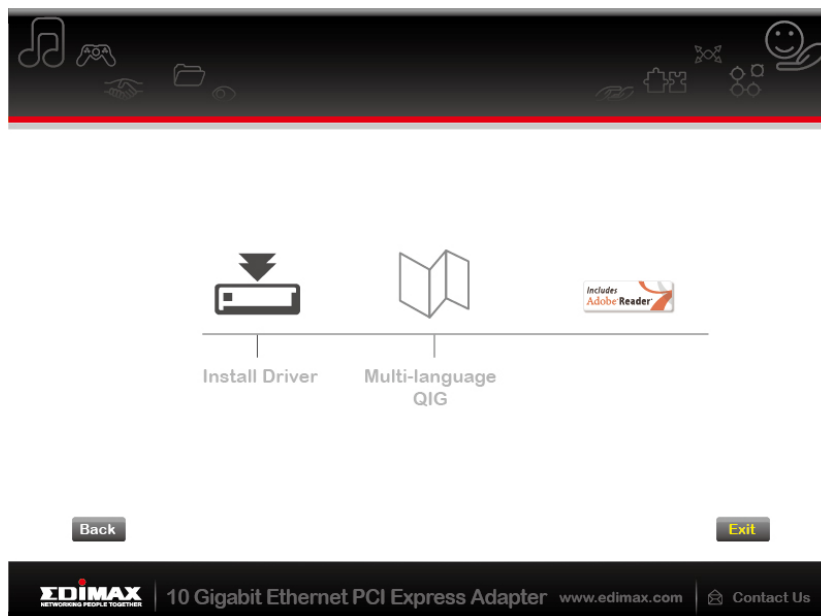 Includes
Adobe Reader
Install Driver
Multi-language
QIG
Back
Exit
EDIMAX
NETWORKING PEOPLE TOGETHER
10 Gigabit Ethernet PCI Express Adapter
www.edimax.com
Contact Us